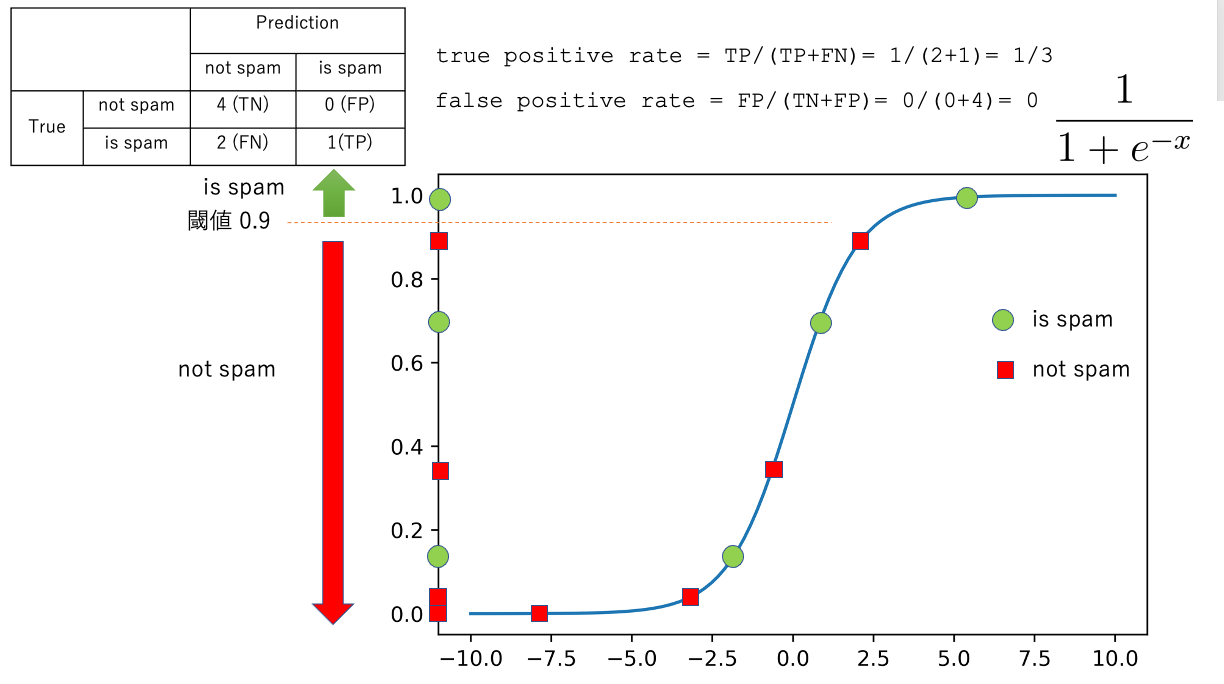 Prediction
not spam is spam
True not spam 4 (TN) 0 (FP)
is spam 2 (FN) 1(TP)
true positive rate = TP/(TP+FN)= 1/(2+1)= 1/3
false positive rate = FP/(TN+FP)= 0/(0+4)= 0
1
1 + e^{-x}
is spam
閾値 0.9
not spam
1.0
0.8
0.6
0.4
0.2
0.0
is spam
not spam
−10.0 −7.5 −5.0 −2.5 0.0 2.5 5.0 7.5 10.0